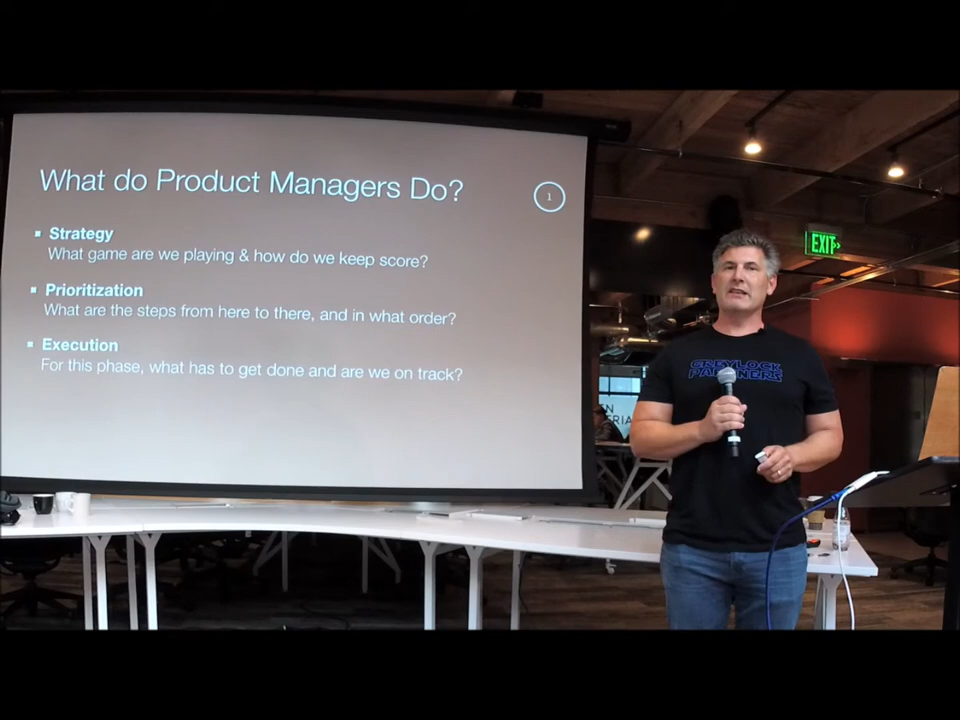 What do Product Managers Do?
1
Strategy
What game are we playing & how do we keep score?
Prioritization
What are the steps from here to there, and in what order?
Execution
For this phase, what has to get done and are we on track?
EXIT
GREYLOCK
PARTNERS